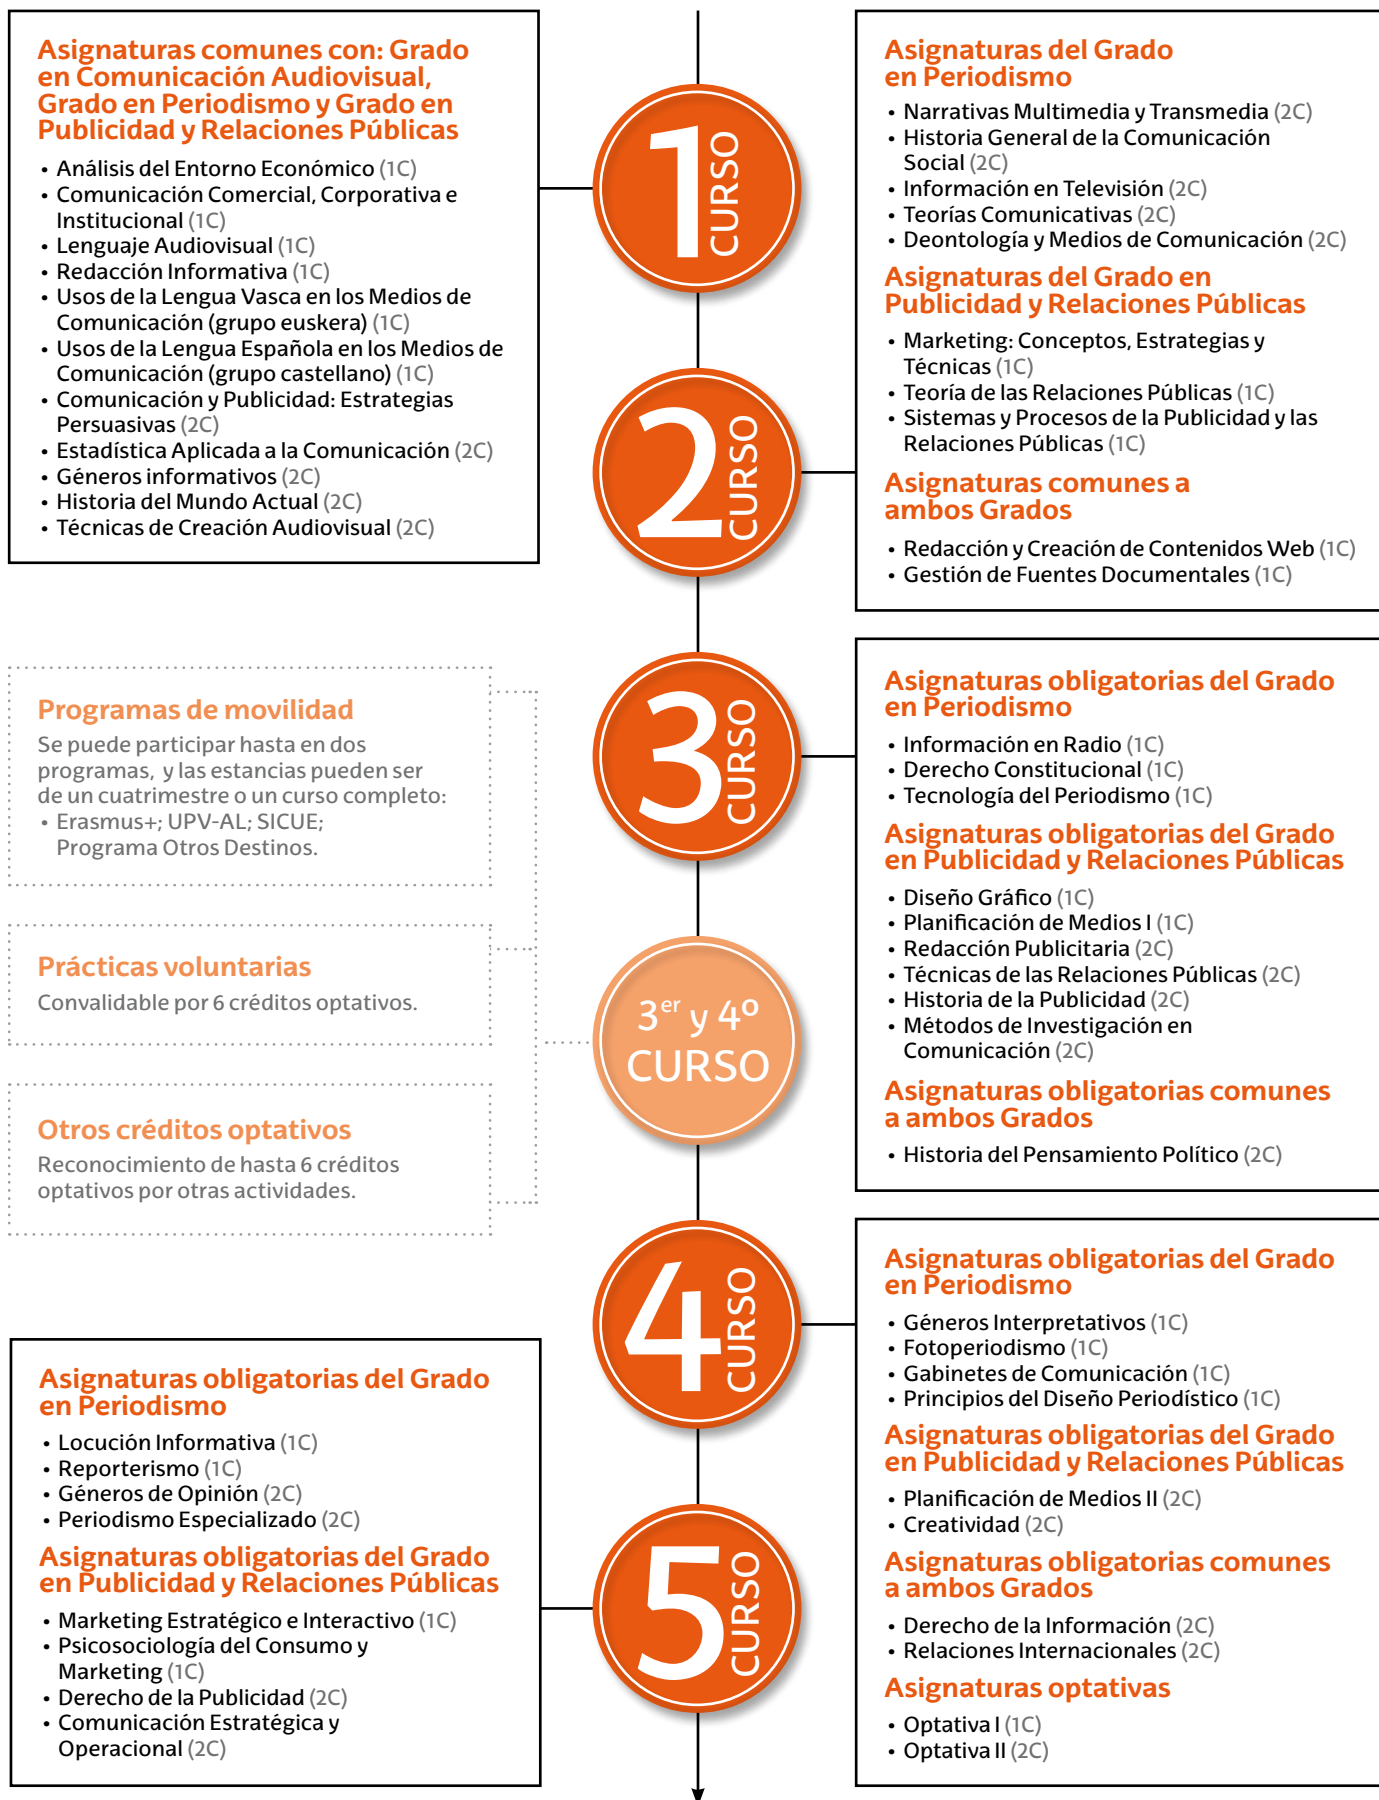 Asignaturas comunes con: Grado
en Comunicación Audiovisual,
Grado en Periodismo y Grado en
Publicidad y Relaciones Públicas
• Análisis del Entorno Económico (1C)
• Comunicación Comercial, Corporativa e
Institucional (1C)
• Lenguaje Audiovisual (1C)
• Redacción Informativa (1C)
• Usos de la Lengua Vasca en los Medios de
Comunicación (grupo euskera) (1C)
• Usos de la Lengua Española en los Medios de
Comunicación (grupo castellano) (1C)
• Comunicación y Publicidad: Estrategias
Persuasivas (2C)
• Estadística Aplicada a la Comunicación (2C)
• Géneros informativos (2C)
• Historia del Mundo Actual (2C)
• Técnicas de Creación Audiovisual (2C)
1 CURSO
2 CURSO
Asignaturas del Grado
en Periodismo
• Narrativas Multimedia y Transmedia (2C)
• Historia General de la Comunicación
Social (2C)
• Información en Televisión (2C)
• Teorías Comunicativas (2C)
• Deontología y Medios de Comunicación (2C)
Asignaturas del Grado en
Publicidad y Relaciones Públicas
• Marketing: Conceptos, Estrategias y
Técnicas (1C)
• Teoría de las Relaciones Públicas (1C)
• Sistemas y Procesos de la Publicidad y las
Relaciones Públicas (1C)
Asignaturas comunes a
ambos Grados
• Redacción y Creación de Contenidos Web (1C)
• Gestión de Fuentes Documentales (1C)
3 CURSO
Asignaturas obligatorias del Grado
en Periodismo
• Información en Radio (1C)
• Derecho Constitucional (1C)
• Tecnología del Periodismo (1C)
Asignaturas obligatorias del Grado
en Publicidad y Relaciones Públicas
• Diseño Gráfico (1C)
• Planificación de Medios I (1C)
• Redacción Publicitaria (2C)
• Técnicas de las Relaciones Públicas (2C)
• Historia de la Publicidad (2C)
• Métodos de Investigación en
Comunicación (2C)
Asignaturas obligatorias comunes
a ambos Grados
• Historia del Pensamiento Político (2C)
Programas de movilidad
Se puede participar hasta en dos
programas, y las estancias pueden ser
de un cuatrimestre o un curso completo:
• Erasmus+; UPV-AL; SICUE;
Programa Otros Destinos.
Prácticas voluntarias
Convalidable por 6 créditos optativos.
Otros créditos optativos
Reconocimiento de hasta 6 créditos
optativos por otras actividades.
3er y 4º
CURSO
4 CURSO
Asignaturas obligatorias del Grado
en Periodismo
• Géneros Interpretativos (1C)
• Fotoperiodismo (1C)
• Gabinetes de Comunicación (1C)
• Principios del Diseño Periodístico (1C)
Asignaturas obligatorias del Grado
en Publicidad y Relaciones Públicas
• Planificación de Medios II (2C)
• Creatividad (2C)
Asignaturas obligatorias comunes
a ambos Grados
• Derecho de la Información (2C)
• Relaciones Internacionales (2C)
Asignaturas optativas
• Optativa I (1C)
• Optativa II (2C)
Asignaturas obligatorias del Grado
en Periodismo
• Locución Informativa (1C)
• Reporterismo (1C)
• Géneros de Opinión (2C)
• Periodismo Especializado (2C)
Asignaturas obligatorias del Grado
en Publicidad y Relaciones Públicas
• Marketing Estratégico e Interactivo (1C)
• Psicosociología del Consumo y
Marketing (1C)
• Derecho de la Publicidad (2C)
• Comunicación Estratégica y
Operacional (2C)
5 CURSO